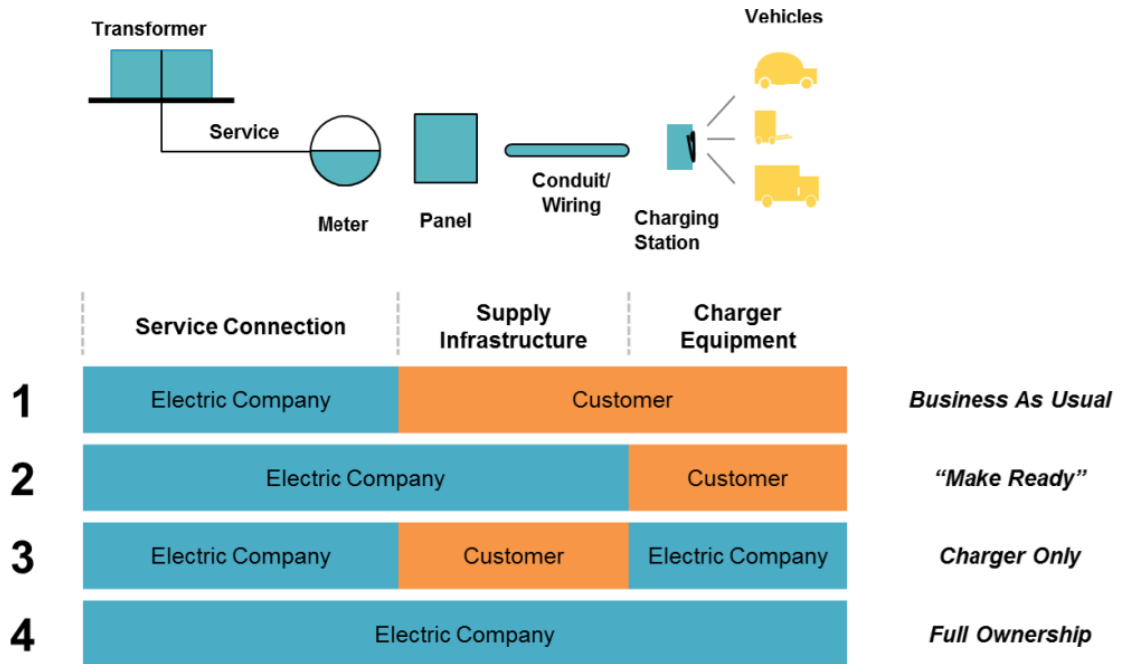 Transformer
Vehicles
Service
Meter
Panel
Conduit/
Wiring
Charging
Station
Service Connection
Supply
Infrastructure
Charger
Equipment
1
Electric Company
Customer
Business As Usual
2
Electric Company
Customer
“Make Ready”
3
Electric Company
Customer
Electric Company
Charger Only
4
Electric Company
Full Ownership